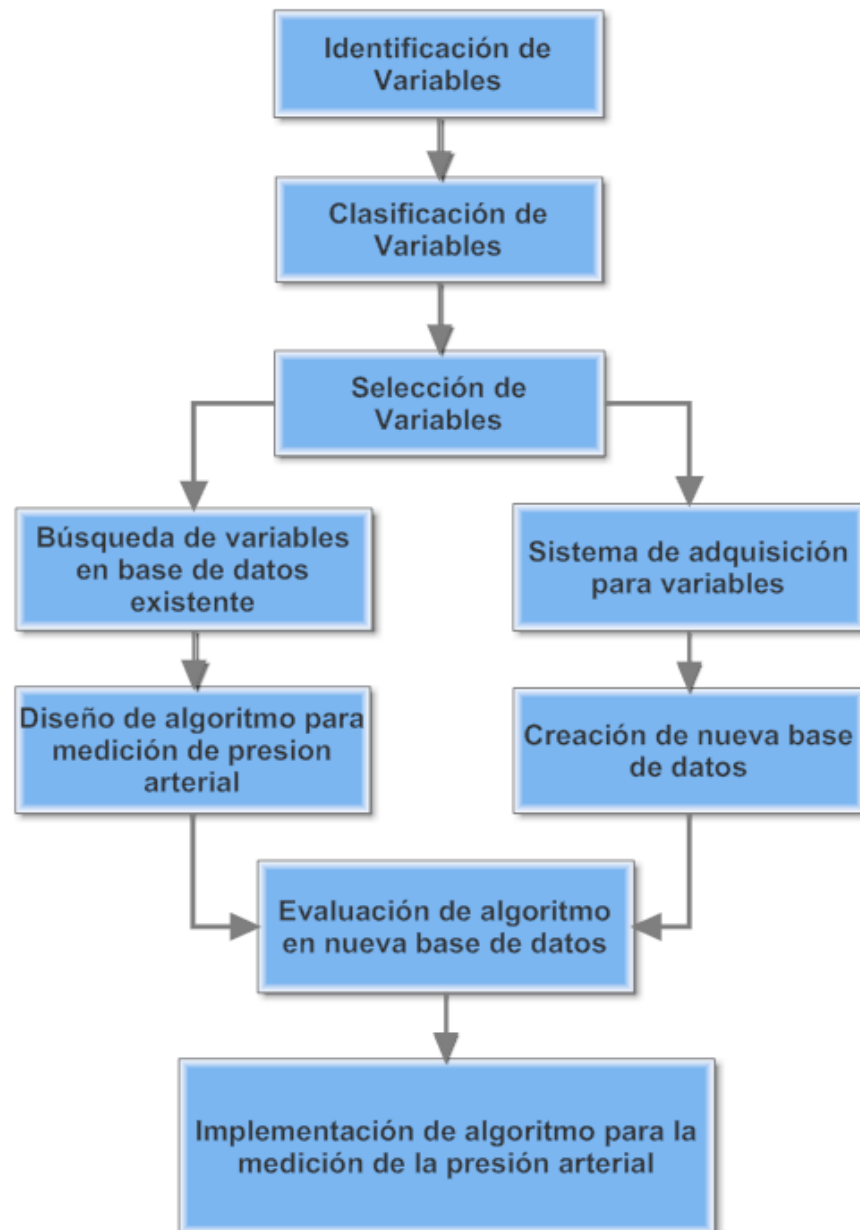 Identificación de
Variables
Clasificación de
Variables
Selección de
Variables
Búsqueda de variables
en base de datos
existente
Sistema de adquisición
para variables
Diseño de algoritmo para
medición de presion
arterial
Creación de nueva base
de datos
Evaluación de algoritmo
en nueva base de datos
Implementación de algoritmo para la
medición de la presión arterial